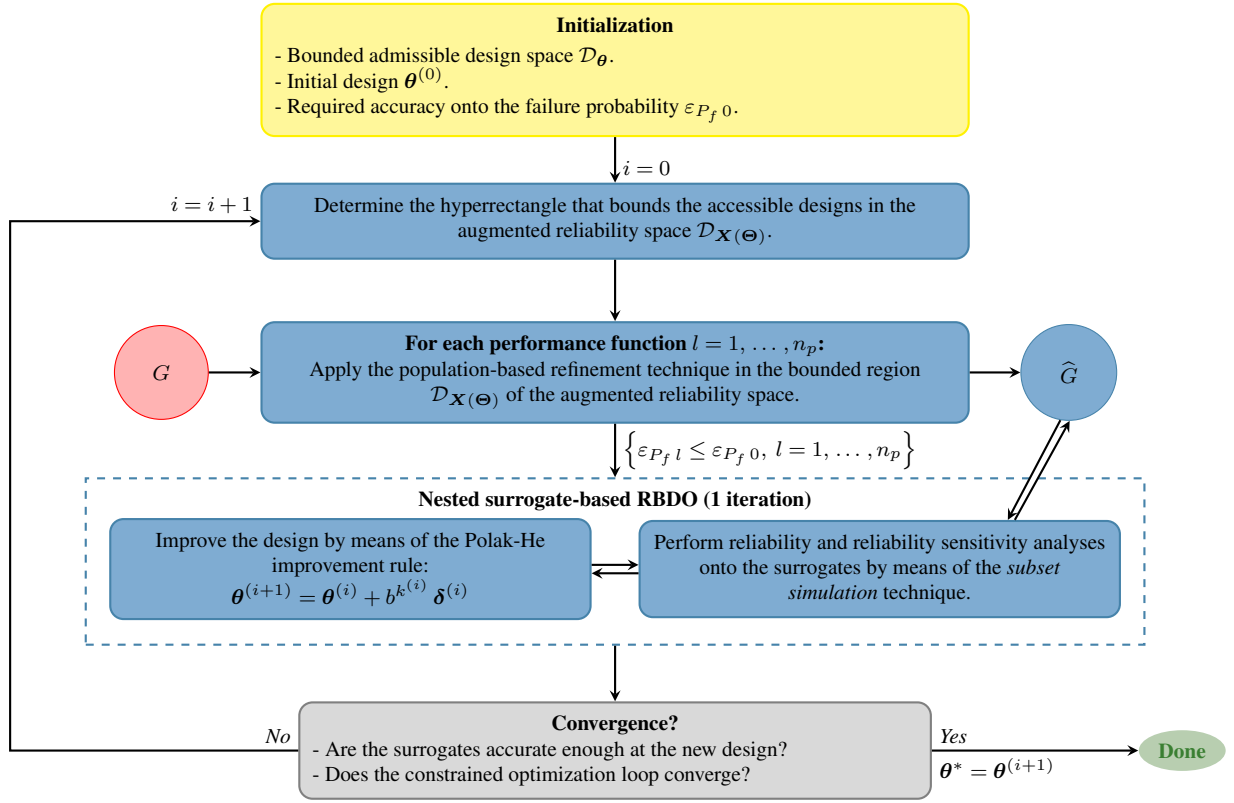 Initialization
- Bounded admissible design space 𝒟_θ.
- Initial design θ^(0).
- Required accuracy onto the failure probability ε_{P_f 0}.
i = 0
i = i + 1
Determine the hyperrectangle that bounds the accessible designs in the
augmented reliability space 𝒟_{X(Θ)}.
For each performance function l = 1, …, n_p:
G
Apply the population-based refinement technique in the bounded region
Ĝ
𝒟_{X(Θ)} of the augmented reliability space.
{ε_{P_f l} ≤ ε_{P_f 0}, l = 1, …, n_p}
Nested surrogate-based RBDO (1 iteration)
Improve the design by means of the Polak-He
improvement rule:
θ^(i+1) = θ^(i) + b^{k^(i)} δ^(i)
Perform reliability and reliability sensitivity analyses
onto the surrogates by means of the subset
simulation technique.
Convergence?
- Are the surrogates accurate enough at the new design?
- Does the constrained optimization loop converge?
No
Yes
θ* = θ^(i+1)
Done